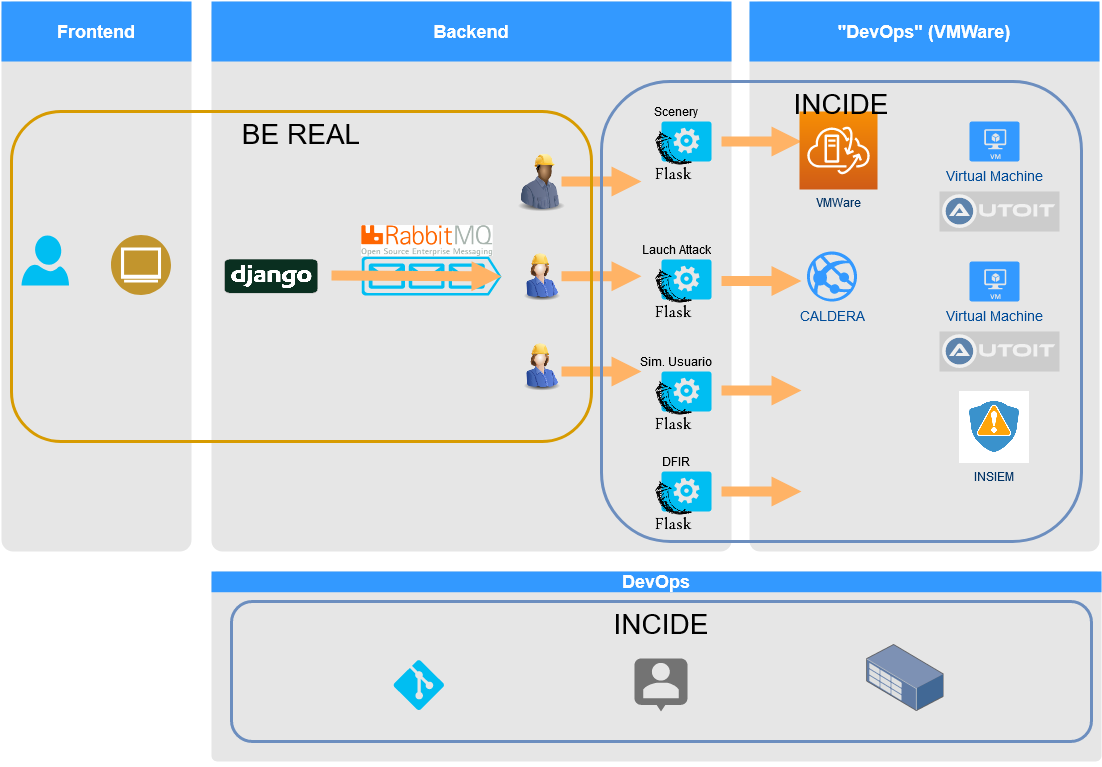 Frontend
Backend
"DevOps" (VMWare)
BE REAL
INCIDE
Scenery
Flask
VMWare
VM
Virtual Machine
AUTOIT
django
RabbitMQ
Open Source Enterprise Messaging
Lauch Attack
Flask
CALDERA
VM
Virtual Machine
AUTOIT
Sim. Usuario
Flask
INSIEM
DFIR
Flask
DevOps
INCIDE